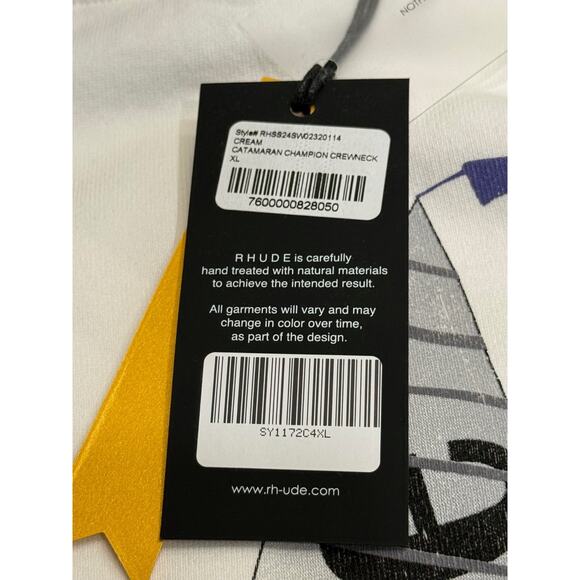 Style# RHSS24SW02320114
CREAM
CATAMARAN CHAMPION CREWNECK
XL
7600000828050
R H U D E is carefully
hand treated with natural materials
to achieve the intended result.
All garments will vary and may
change in color over time,
as part of the design.
SY1172C4XL
www.rh-ude.com